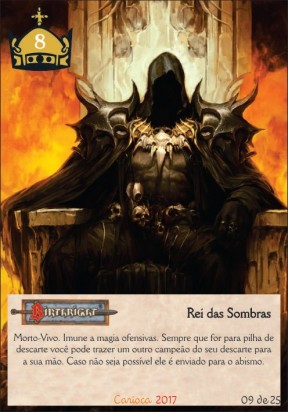 8
BIRTHRIGHT
Rei das Sombras
Morto-Vivo. Imune a magia ofensivas. Sempre que for para pilha de
descarte você pode trazer um outro campeão do seu descarte para
a sua mão. Caso não seja possível ele é enviado para o abismo.
Carioca 2017
09 de 25